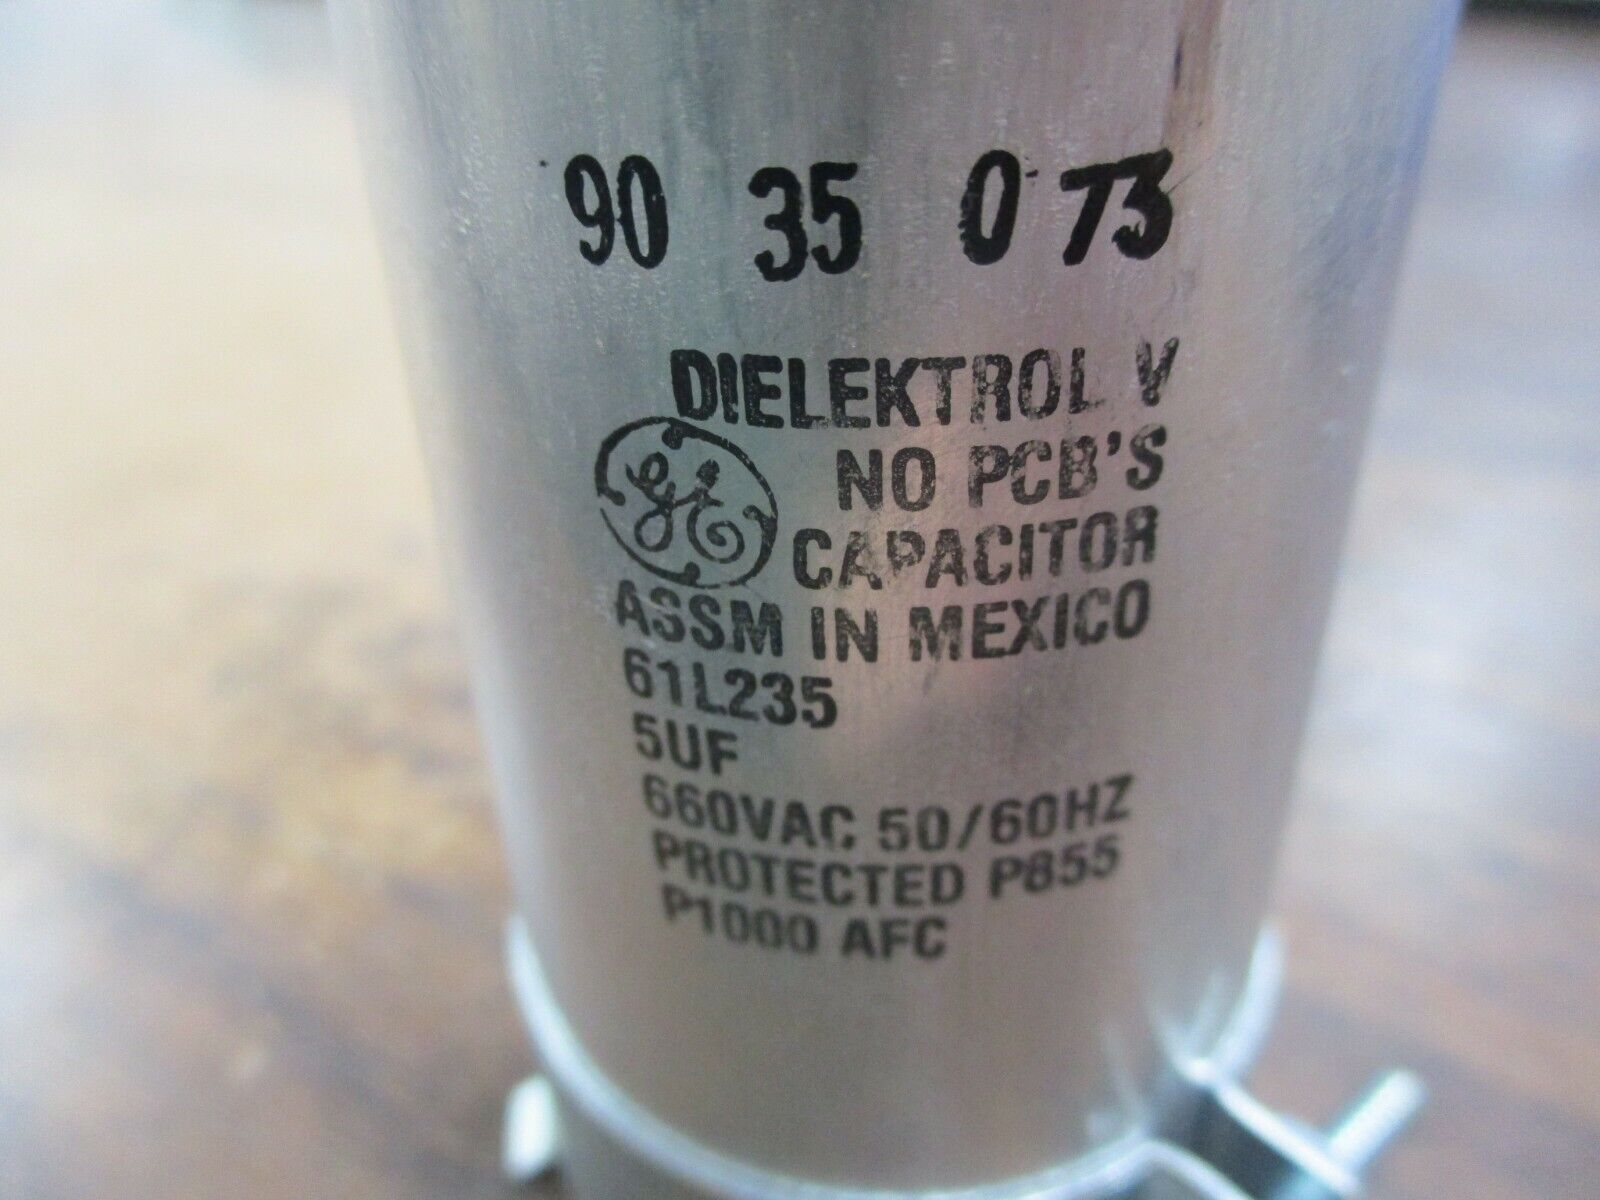 90 35 0 73
DIELEKTROL V
NO PCB'S
GE CAPACITOR
ASSM IN MEXICO
61L235
5UF
660VAC 50/60HZ
PROTECTED P855
P1000 AFC